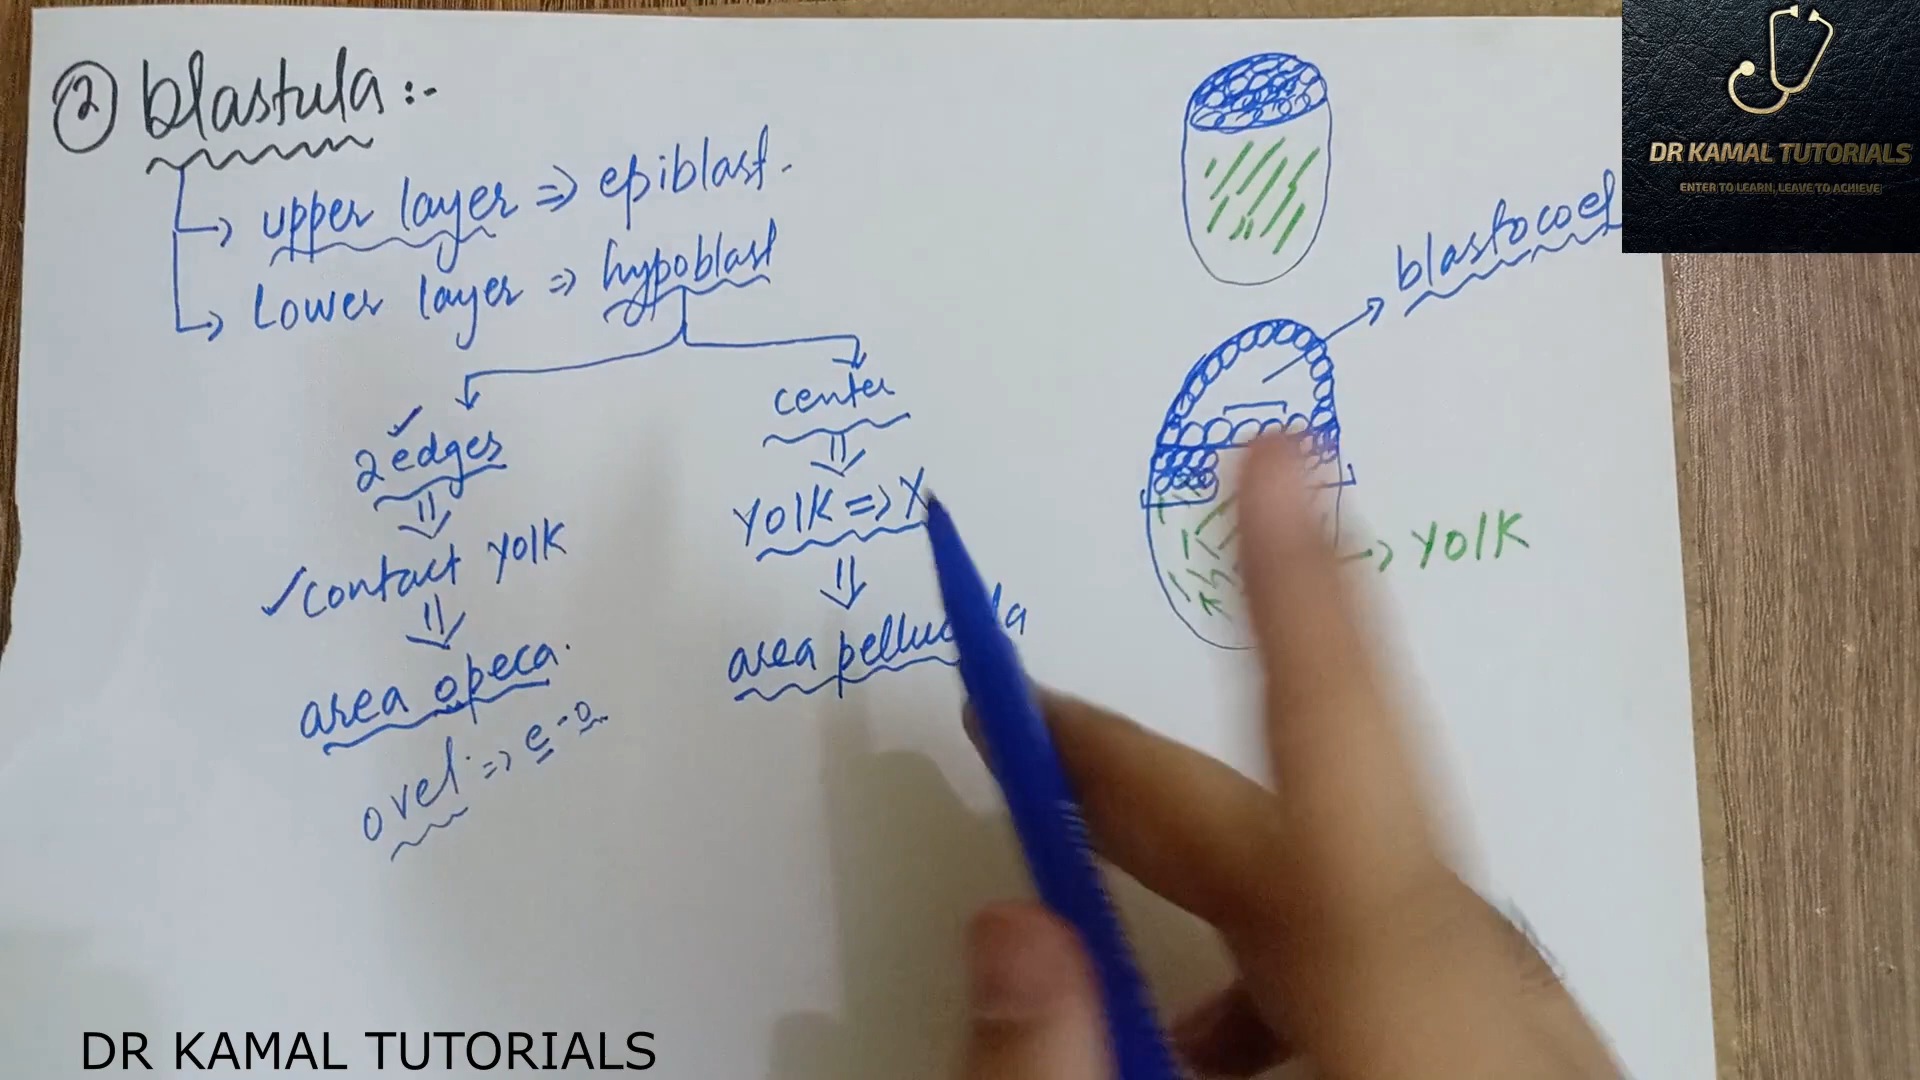 ② blastula :-
upper layer => epiblast.
Lower layer => hypoblast
2 edges
center
✓ contact yolk
yolk => X
area opeca.
area pellucida
ovel => e-o
blastocoel
yolk
DR KAMAL TUTORIALS
ENTER TO LEARN, LEAVE TO ACHIEVE
DR KAMAL TUTORIALS